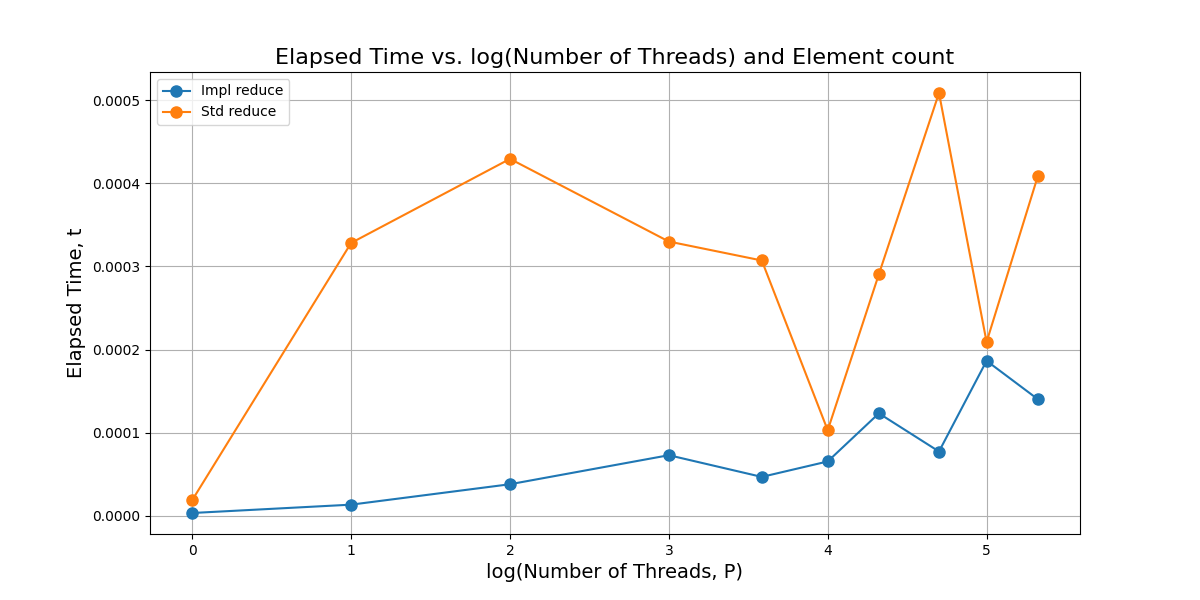 Elapsed Time vs. log(Number of Threads) and Element count
Impl reduce
Std reduce
Elapsed Time, t
0.0005
0.0004
0.0003
0.0002
0.0001
0.0000
0 1 2 3 4 5
log(Number of Threads, P)